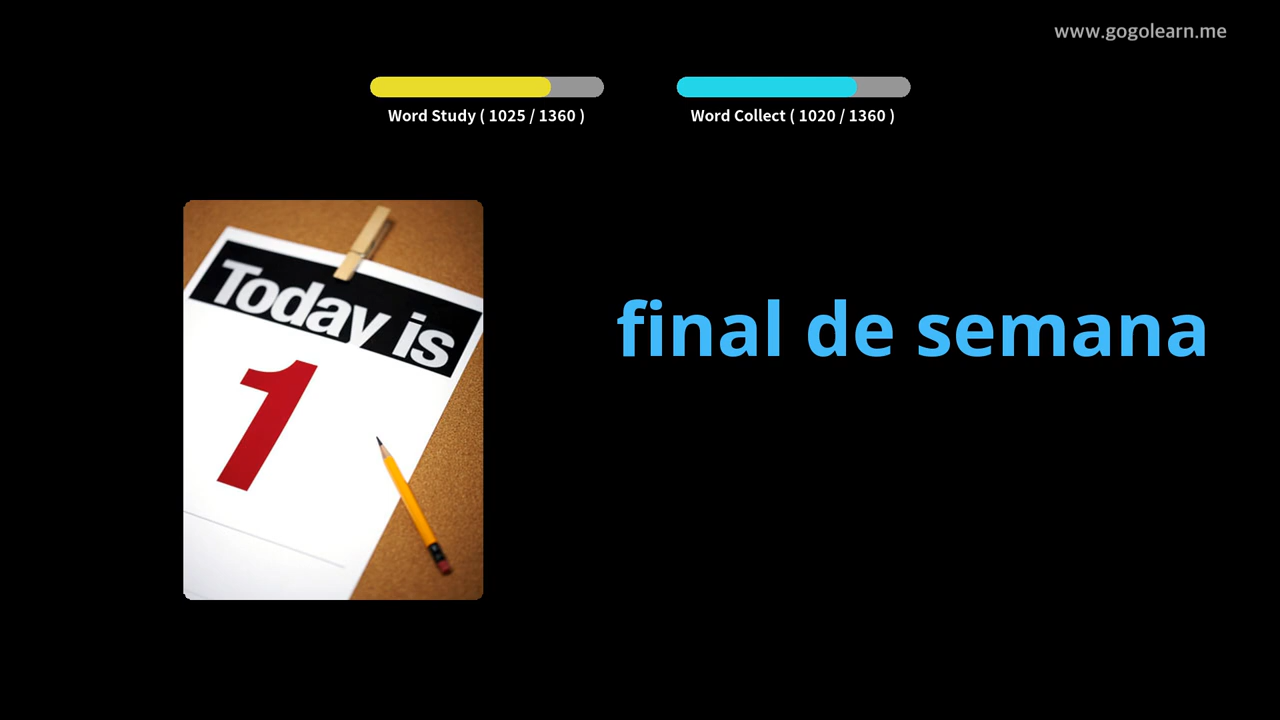 www.gogolearn.me
Word Study ( 1025 / 1360 )
Word Collect ( 1020 / 1360 )
Today is
1
final de semana